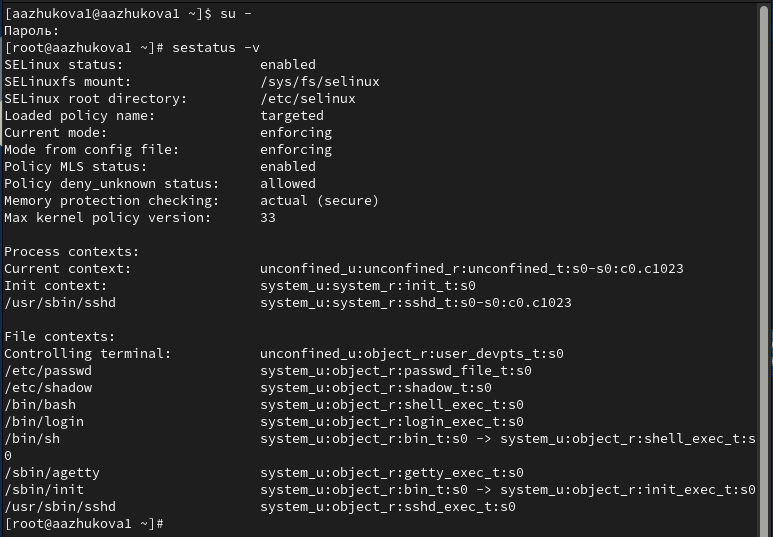 [aazhukova1@aazhukova1 ~]$ su -
Пароль:
[root@aazhukova1 ~]# sestatus -v
SELinux status:                 enabled
SELinuxfs mount:                /sys/fs/selinux
SELinux root directory:         /etc/selinux
Loaded policy name:             targeted
Current mode:                   enforcing
Mode from config file:          enforcing
Policy MLS status:              enabled
Policy deny_unknown status:     allowed
Memory protection checking:     actual (secure)
Max kernel policy version:      33

Process contexts:
Current context:                unconfined_u:unconfined_r:unconfined_t:s0-s0:c0.c1023
Init context:                   system_u:system_r:init_t:s0
/usr/sbin/sshd                  system_u:system_r:sshd_t:s0-s0:c0.c1023

File contexts:
Controlling terminal:           unconfined_u:object_r:user_devpts_t:s0
/etc/passwd                     system_u:object_r:passwd_file_t:s0
/etc/shadow                     system_u:object_r:shadow_t:s0
/bin/bash                       system_u:object_r:shell_exec_t:s0
/bin/login                      system_u:object_r:login_exec_t:s0
/bin/sh                         system_u:object_r:bin_t:s0 -> system_u:object_r:shell_exec_t:s
0
/sbin/agetty                    system_u:object_r:getty_exec_t:s0
/sbin/init                      system_u:object_r:bin_t:s0 -> system_u:object_r:init_exec_t:s0
/usr/sbin/sshd                  system_u:object_r:sshd_exec_t:s0
[root@aazhukova1 ~]#